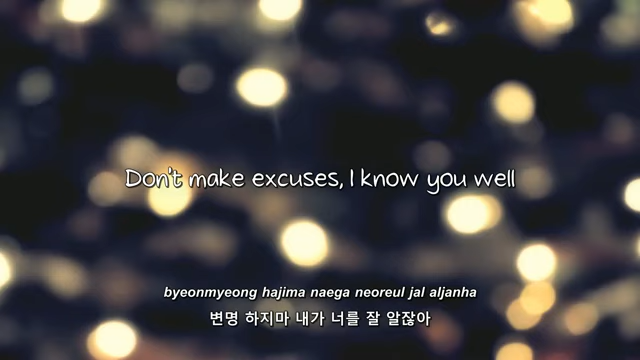 Don't make excuses, I know you well
byeonmyeong hajima naega neoreul jal aljanha
변명 하지마 내가 너를 잘 알잖아